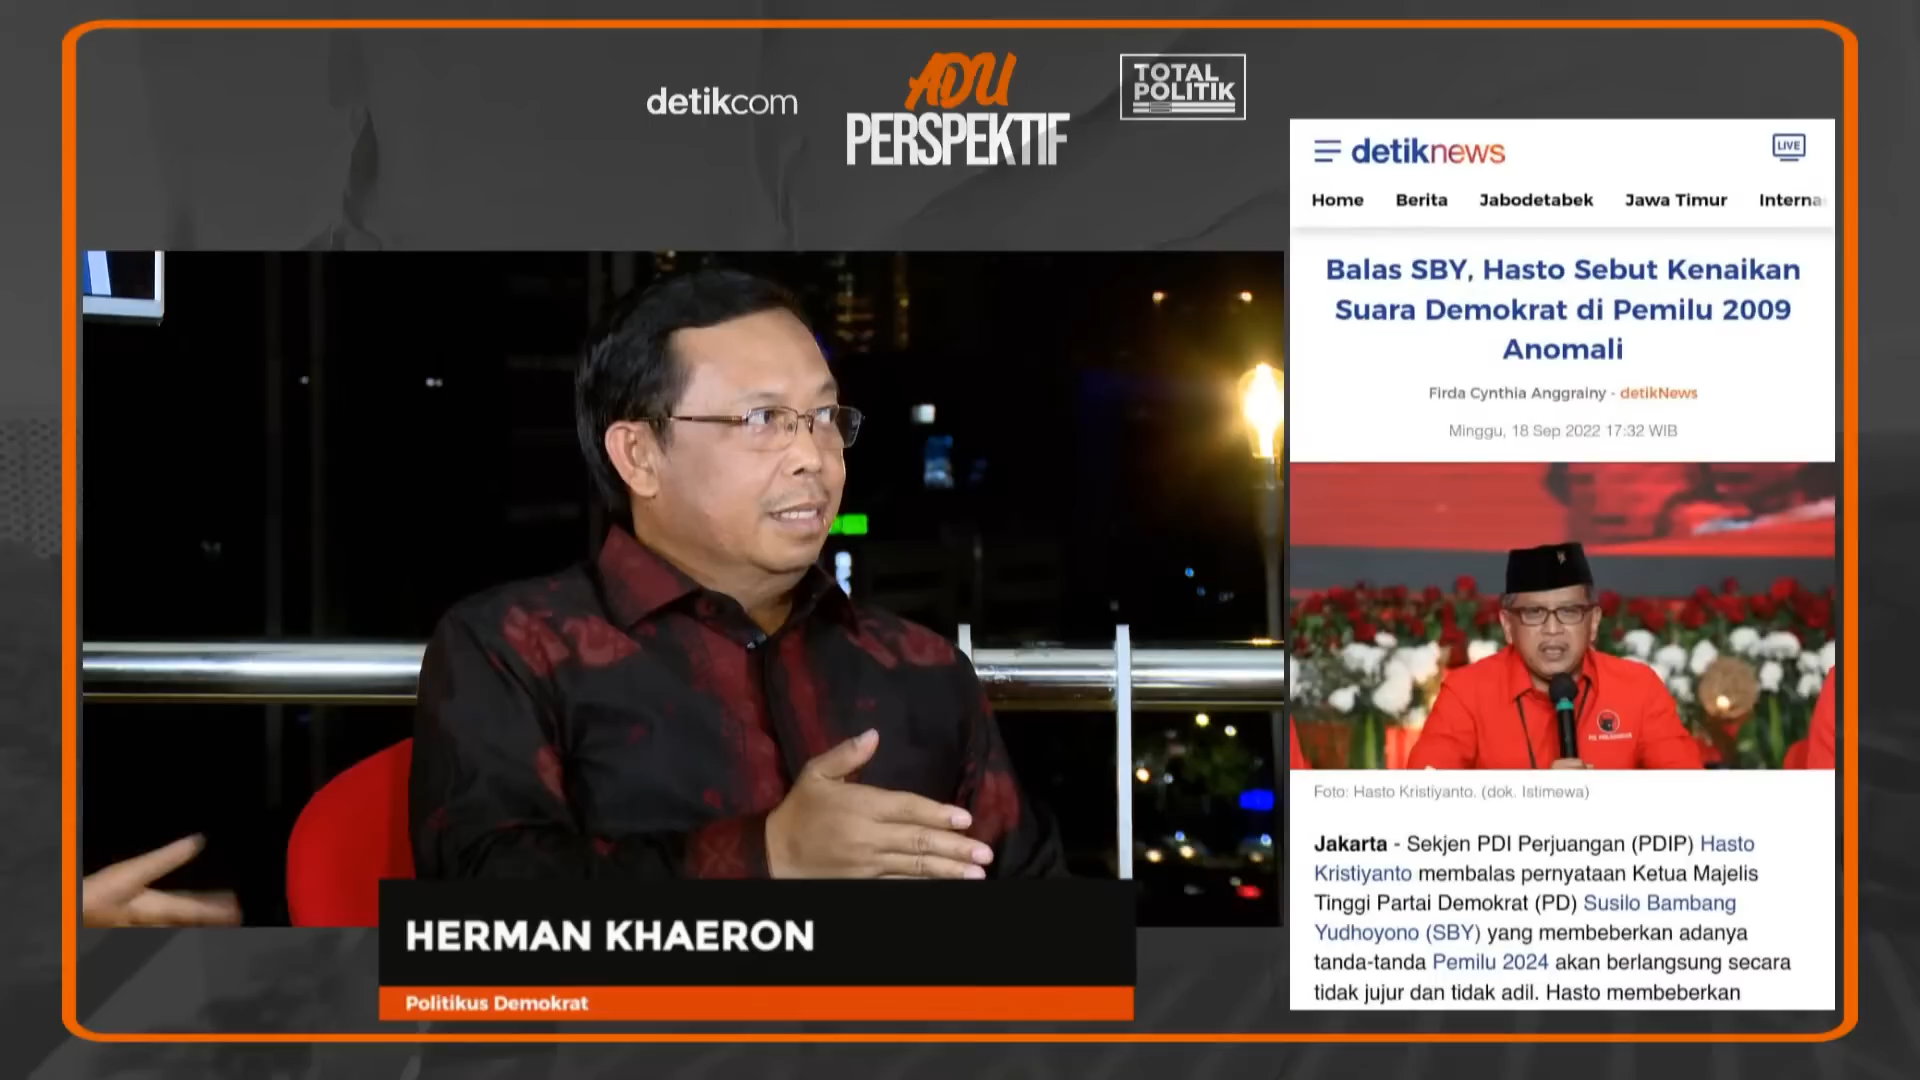 detikcom
ADU
PERSPEKTIF
TOTAL
POLITIK
HERMAN KHAERON
Politikus Demokrat
detiknews
LIVE
Home Berita Jabodetabek Jawa Timur Interna
Balas SBY, Hasto Sebut Kenaikan
Suara Demokrat di Pemilu 2009
Anomali
Firda Cynthia Anggrainy - detikNews
Minggu, 18 Sep 2022 17:32 WIB
Foto: Hasto Kristiyanto. (dok. Istimewa)
Jakarta - Sekjen PDI Perjuangan (PDIP) Hasto
Kristiyanto membalas pernyataan Ketua Majelis
Tinggi Partai Demokrat (PD) Susilo Bambang
Yudhoyono (SBY) yang membeberkan adanya
tanda-tanda Pemilu 2024 akan berlangsung secara
tidak jujur dan tidak adil. Hasto membeberkan